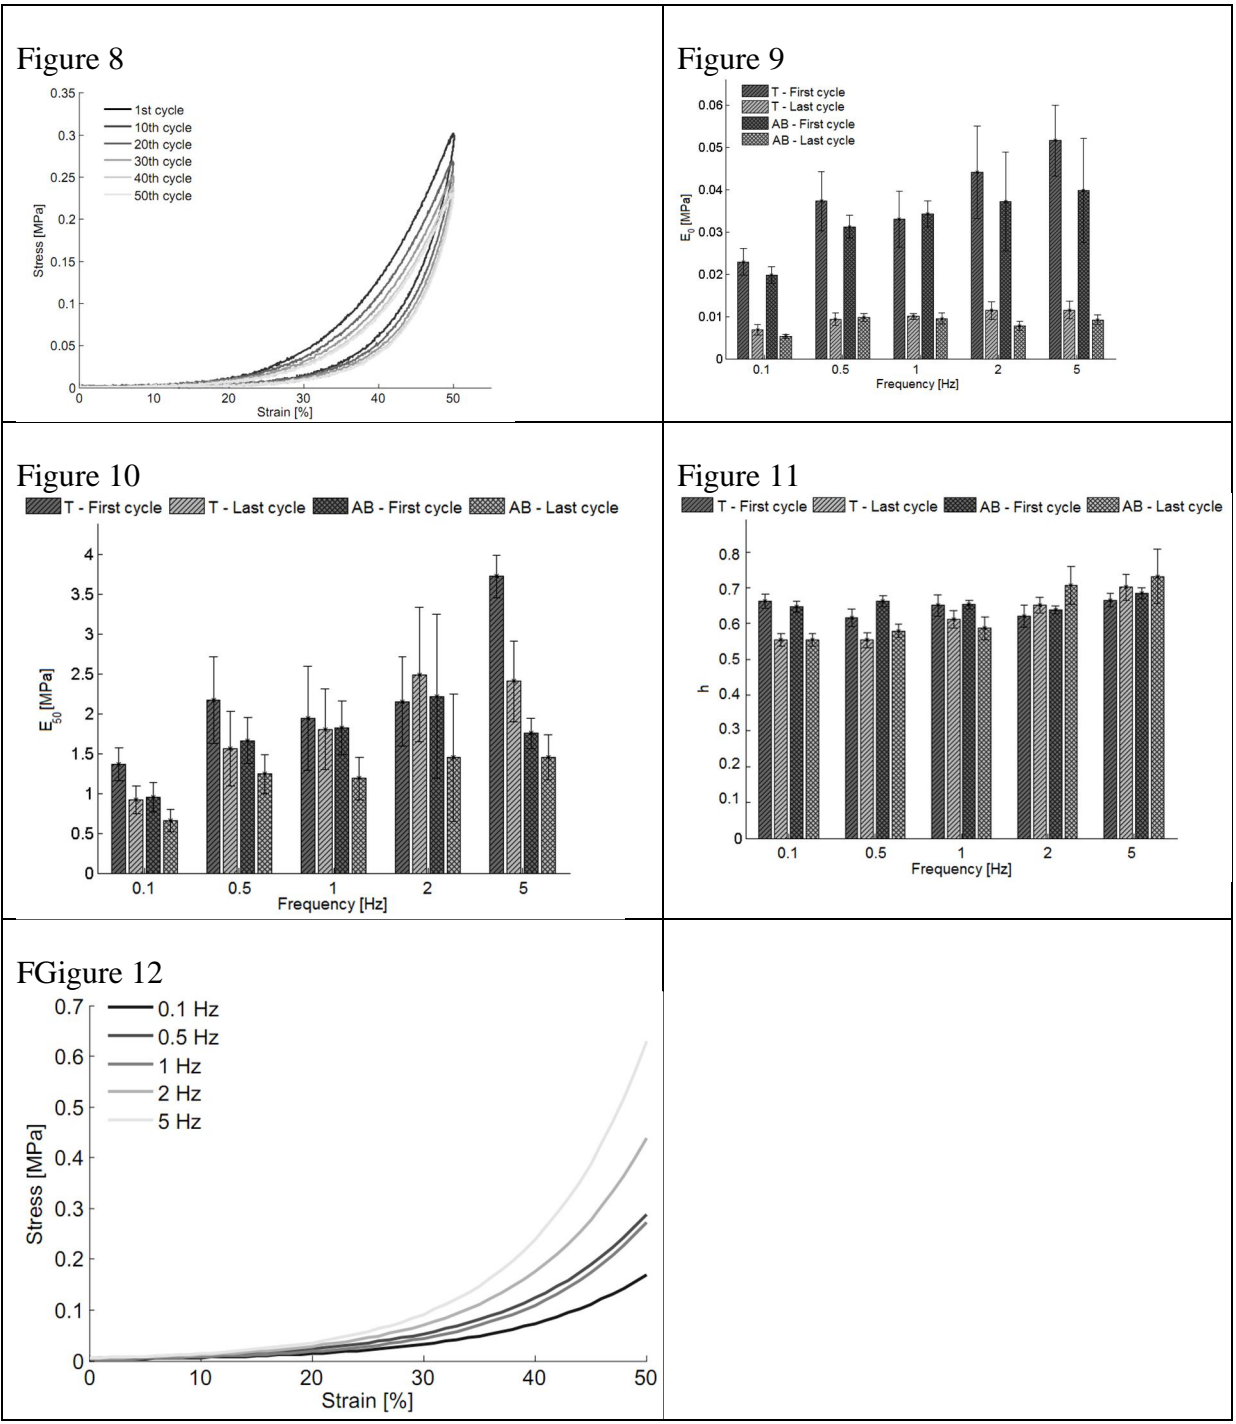 Figure 8
0.35
0.3
0.25
0.2
0.15
0.1
0.05
0
Stress [MPa]
1st cycle
10th cycle
20th cycle
30th cycle
40th cycle
50th cycle
0 10 20 30 40 50
Strain [%]
Figure 9
0.06
0.05
0.04
0.03
0.02
0.01
0
E0 [MPa]
T - First cycle
T - Last cycle
AB - First cycle
AB - Last cycle
0.1 0.5 1 2 5
Frequency [Hz]
Figure 10
T - First cycle T - Last cycle AB - First cycle AB - Last cycle
4
3.5
3
2.5
2
1.5
1
0.5
0
E50 [MPa]
0.1 0.5 1 2 5
Frequency [Hz]
Figure 11
T - First cycle T - Last cycle AB - First cycle AB - Last cycle
0.8
0.7
0.6
0.5
0.4
0.3
0.2
0.1
0
h
0.1 0.5 1 2 5
Frequency [Hz]
FGigure 12
0.7
0.6
0.5
0.4
0.3
0.2
0.1
0
Stress [MPa]
0.1 Hz
0.5 Hz
1 Hz
2 Hz
5 Hz
0 10 20 30 40 50
Strain [%]